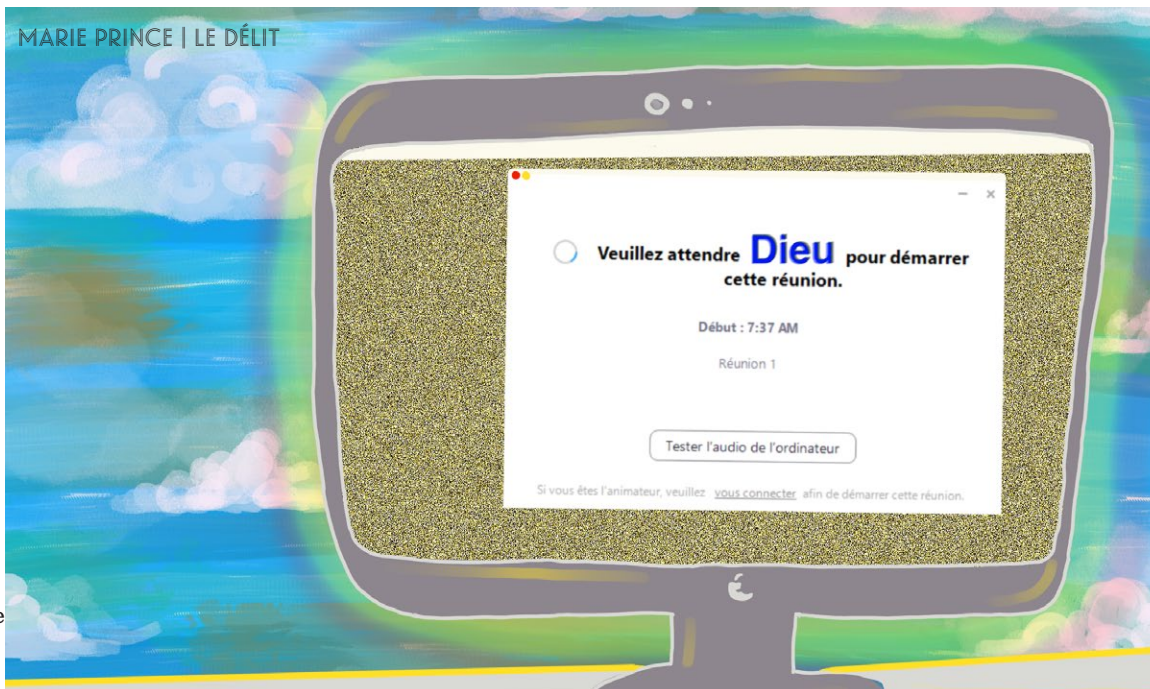 MARIE PRINCE | LE DÉLIT
Veuillez attendre Dieu pour démarrer
cette réunion.
Début : 7:37 AM
Réunion 1
Tester l'audio de l'ordinateur
Si vous êtes l'animateur, veuillez vous connecter afin de démarrer cette réunion.
e